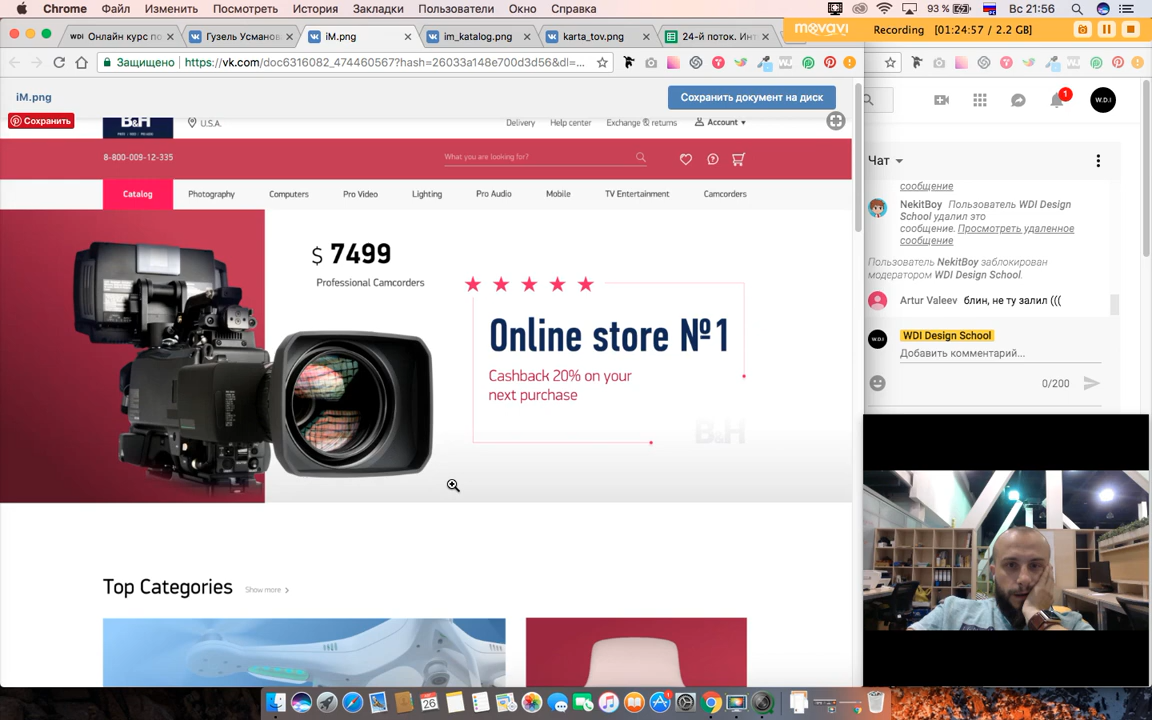 Chrome Файл Изменить Посмотреть История Закладки Пользователи Окно Справка 93 % Вс 21:56
WDI Онлайн курс по
Гузель Усманова
iM.png
im_katalog.png
karta_tov.png
24-й поток. Инт
movavi
Recording [01:24:57 / 2.2 GB]
Защищено https://vk.com/doc6316082_474460567?hash=26033a148e700d3d56&dl=...
iM.png
Сохранить документ на диск
Сохранить
B&H
U.S.A.
Delivery Help center Exchange & returns Account
8-800-009-12-335
What you are looking for?
Catalog Photography Computers Pro Video Lighting Pro Audio Mobile TV Entertainment Camcorders
$ 7499
Professional Camcorders
Online store №1
Cashback 20% on your
next purchase
B&H
Top Categories
Show more
1
W.D.I
Чат
сообщение
NekitBoy Пользователь WDI Design
School удалил это
сообщение. Просмотреть удаленное
сообщение
Пользователь NekitBoy заблокирован
модератором WDI Design School.
Artur Valeev блин, не ту залил (((
WDI Design School
Добавить комментарий...
0/200